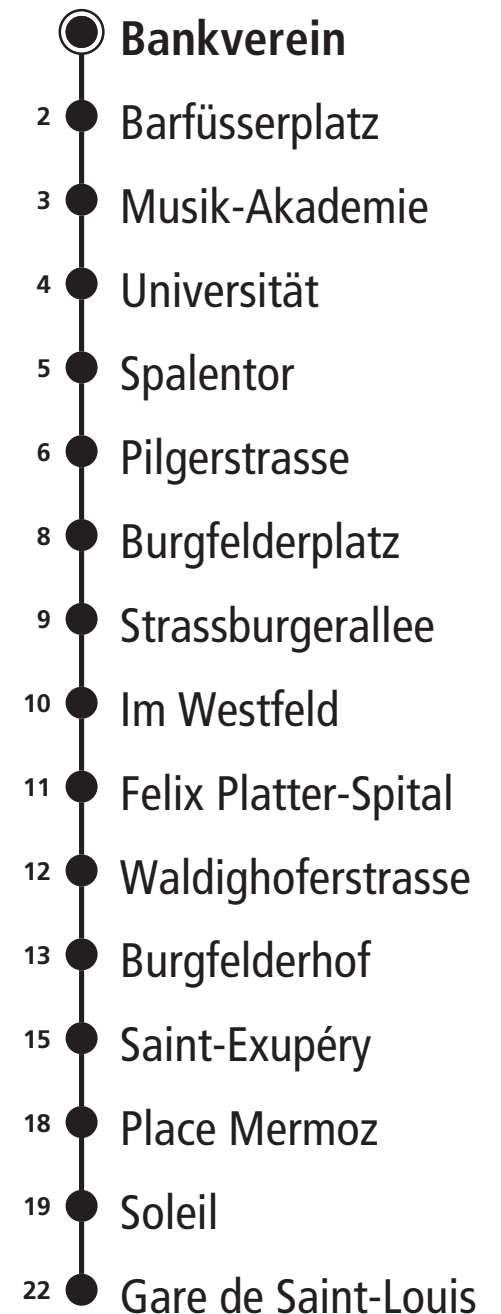 Bankverein
2 Barfüsserplatz
3 Musik-Akademie
4 Universität
5 Spalentor
6 Pilgerstrasse
8 Burgfelderplatz
9 Strassburgerallee
10 Im Westfeld
11 Felix Platter-Spital
12 Waldighoferstrasse
13 Burgfelderhof
15 Saint-Exupéry
18 Place Mermoz
19 Soleil
22 Gare de Saint-Louis